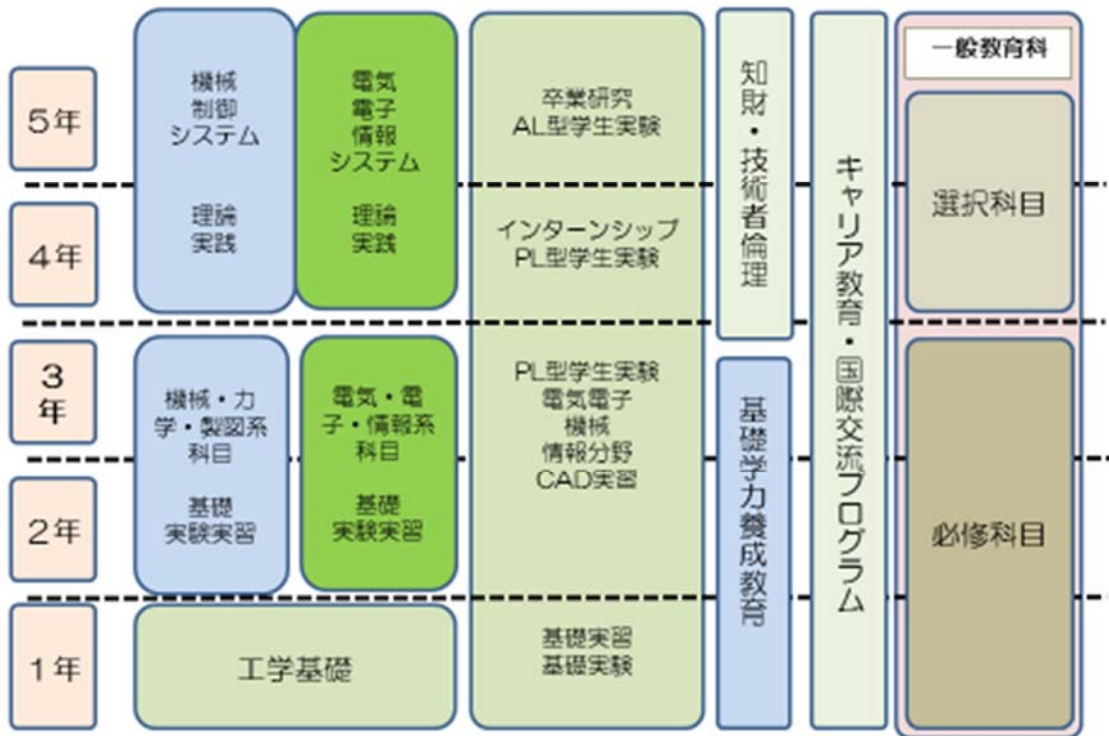 5年
4年
3
年
2年
1年
機械
制御
システム
理論
実践
電気
電子
情報
システム
理論
実践
機械・力
学・製図系
科目
基礎
実験実習
電気・電
子・情報系
科目
基礎
実験実習
工学基礎
卒業研究
AL型学生実験
インターンシップ
PL型学生実験
PL型学生実験
電気電子
機械
情報分野
CAD実習
基礎実習
基礎実験
知財・技術者倫理
基礎学力養成教育
キャリア教育・国際交流プログラム
一般教育科
選択科目
必修科目